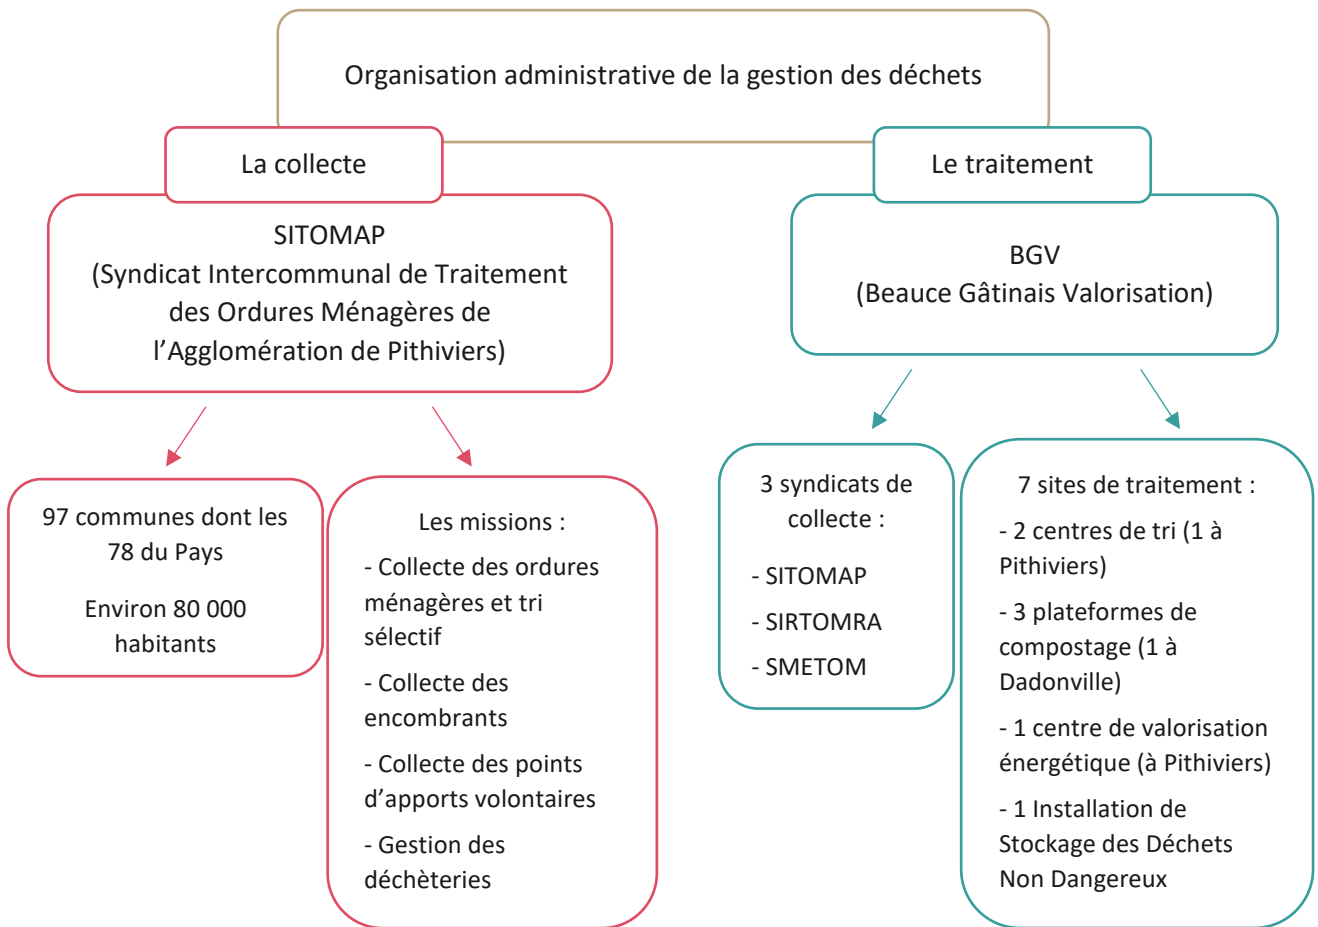 Organisation administrative de la gestion des déchets
La collecte
SITOMAP
(Syndicat Intercommunal de Traitement
des Ordures Ménagères de
l’Agglomération de Pithiviers)
97 communes dont les
78 du Pays
Environ 80 000
habitants
Les missions :
- Collecte des ordures
ménagères et tri
sélectif
- Collecte des
encombrants
- Collecte des points
d’apports volontaires
- Gestion des
déchèteries
Le traitement
BGV
(Beauce Gâtinais Valorisation)
3 syndicats de
collecte :
- SITOMAP
- SIRTOMRA
- SMETOM
7 sites de traitement :
- 2 centres de tri (1 à
Pithiviers)
- 3 plateformes de
compostage (1 à
Dadonville)
- 1 centre de valorisation
énergétique (à Pithiviers)
- 1 Installation de
Stockage des Déchets
Non Dangereux